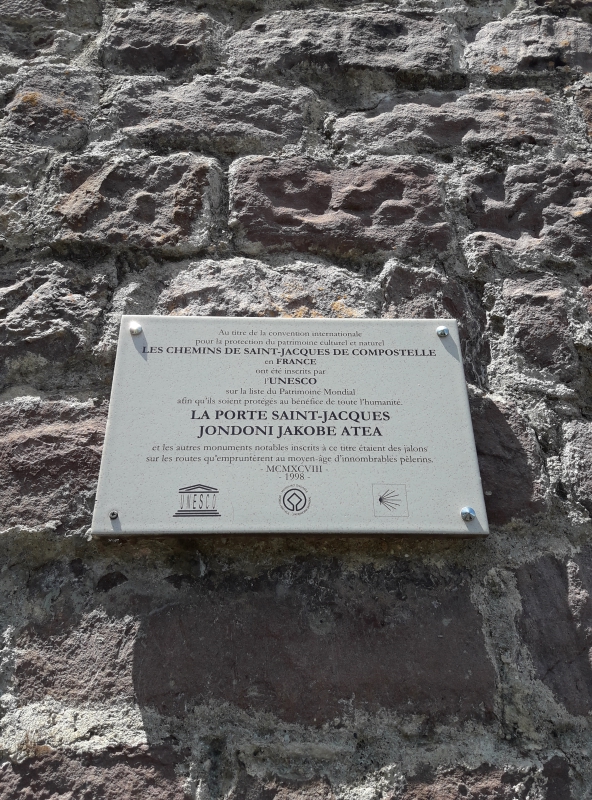 Au titre de la convention internationale
pour la protection du patrimoine culturel et naturel
LES CHEMINS DE SAINT-JACQUES DE COMPOSTELLE
en FRANCE
ont été inscrits par
l'UNESCO
sur la liste du Patrimoine Mondial
afin qu'ils soient protégés au bénéfice de toute l'humanité.
LA PORTE SAINT-JACQUES
JONDONI JAKOBE ATEA
et les autres monuments notables inscrits à ce titre étaient des jalons
sur les routes qu'empruntèrent au moyen-âge d'innombrables pèlerins.
- MCMXCVIII -
- 1998 -
UNESCO